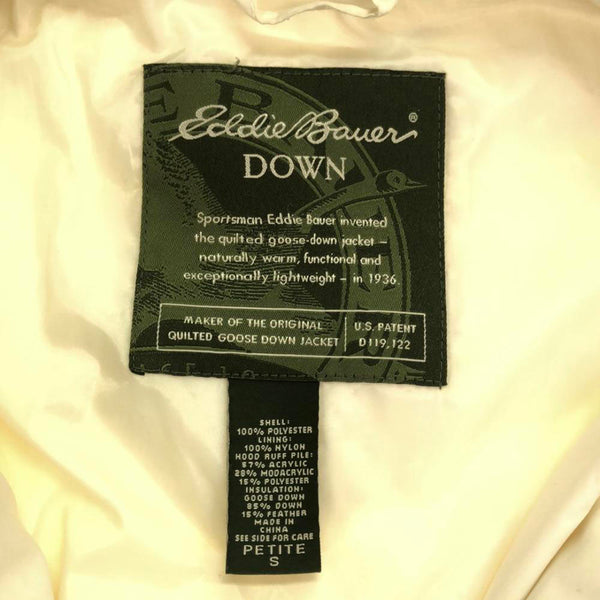 Eddie Bauer®
DOWN
Sportsman Eddie Bauer invented
the quilted goose-down jacket –
naturally warm, functional and
exceptionally lightweight – in 1936.
MAKER OF THE ORIGINAL
QUILTED GOOSE DOWN JACKET
U.S. PATENT
D119,122
SHELL:
100% POLYESTER
LINING:
100% NYLON
HOOD RUFF PILE:
57% ACRYLIC
28% MODACRYLIC
15% POLYESTER
INSULATION:
GOOSE DOWN
85% DOWN
15% FEATHER
MADE IN
CHINA
SEE SIDE FOR CARE
PETITE
S